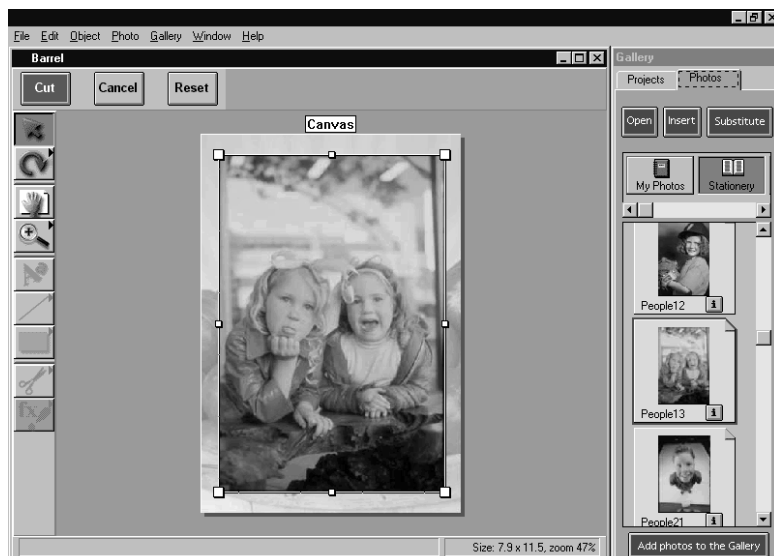 File Edit Object Photo Gallery Window Help
Barrel
Cut Cancel Reset
Canvas
Size: 7.9 x 11.5, zoom 47%
Gallery
Projects Photos
Open Insert Substitute
My Photos Stationery
People12 i
People13 i
People21 i
Add photos to the Gallery